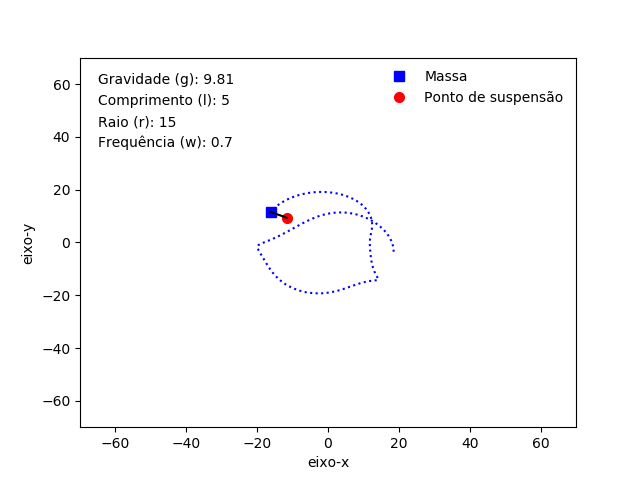 Gravidade (g): 9.81
Comprimento (l): 5
Raio (r): 15
Frequência (w): 0.7
Massa
Ponto de suspensão
60
40
20
0
−20
−40
−60
eixo-y
−60
−40
−20
0
20
40
60
eixo-x